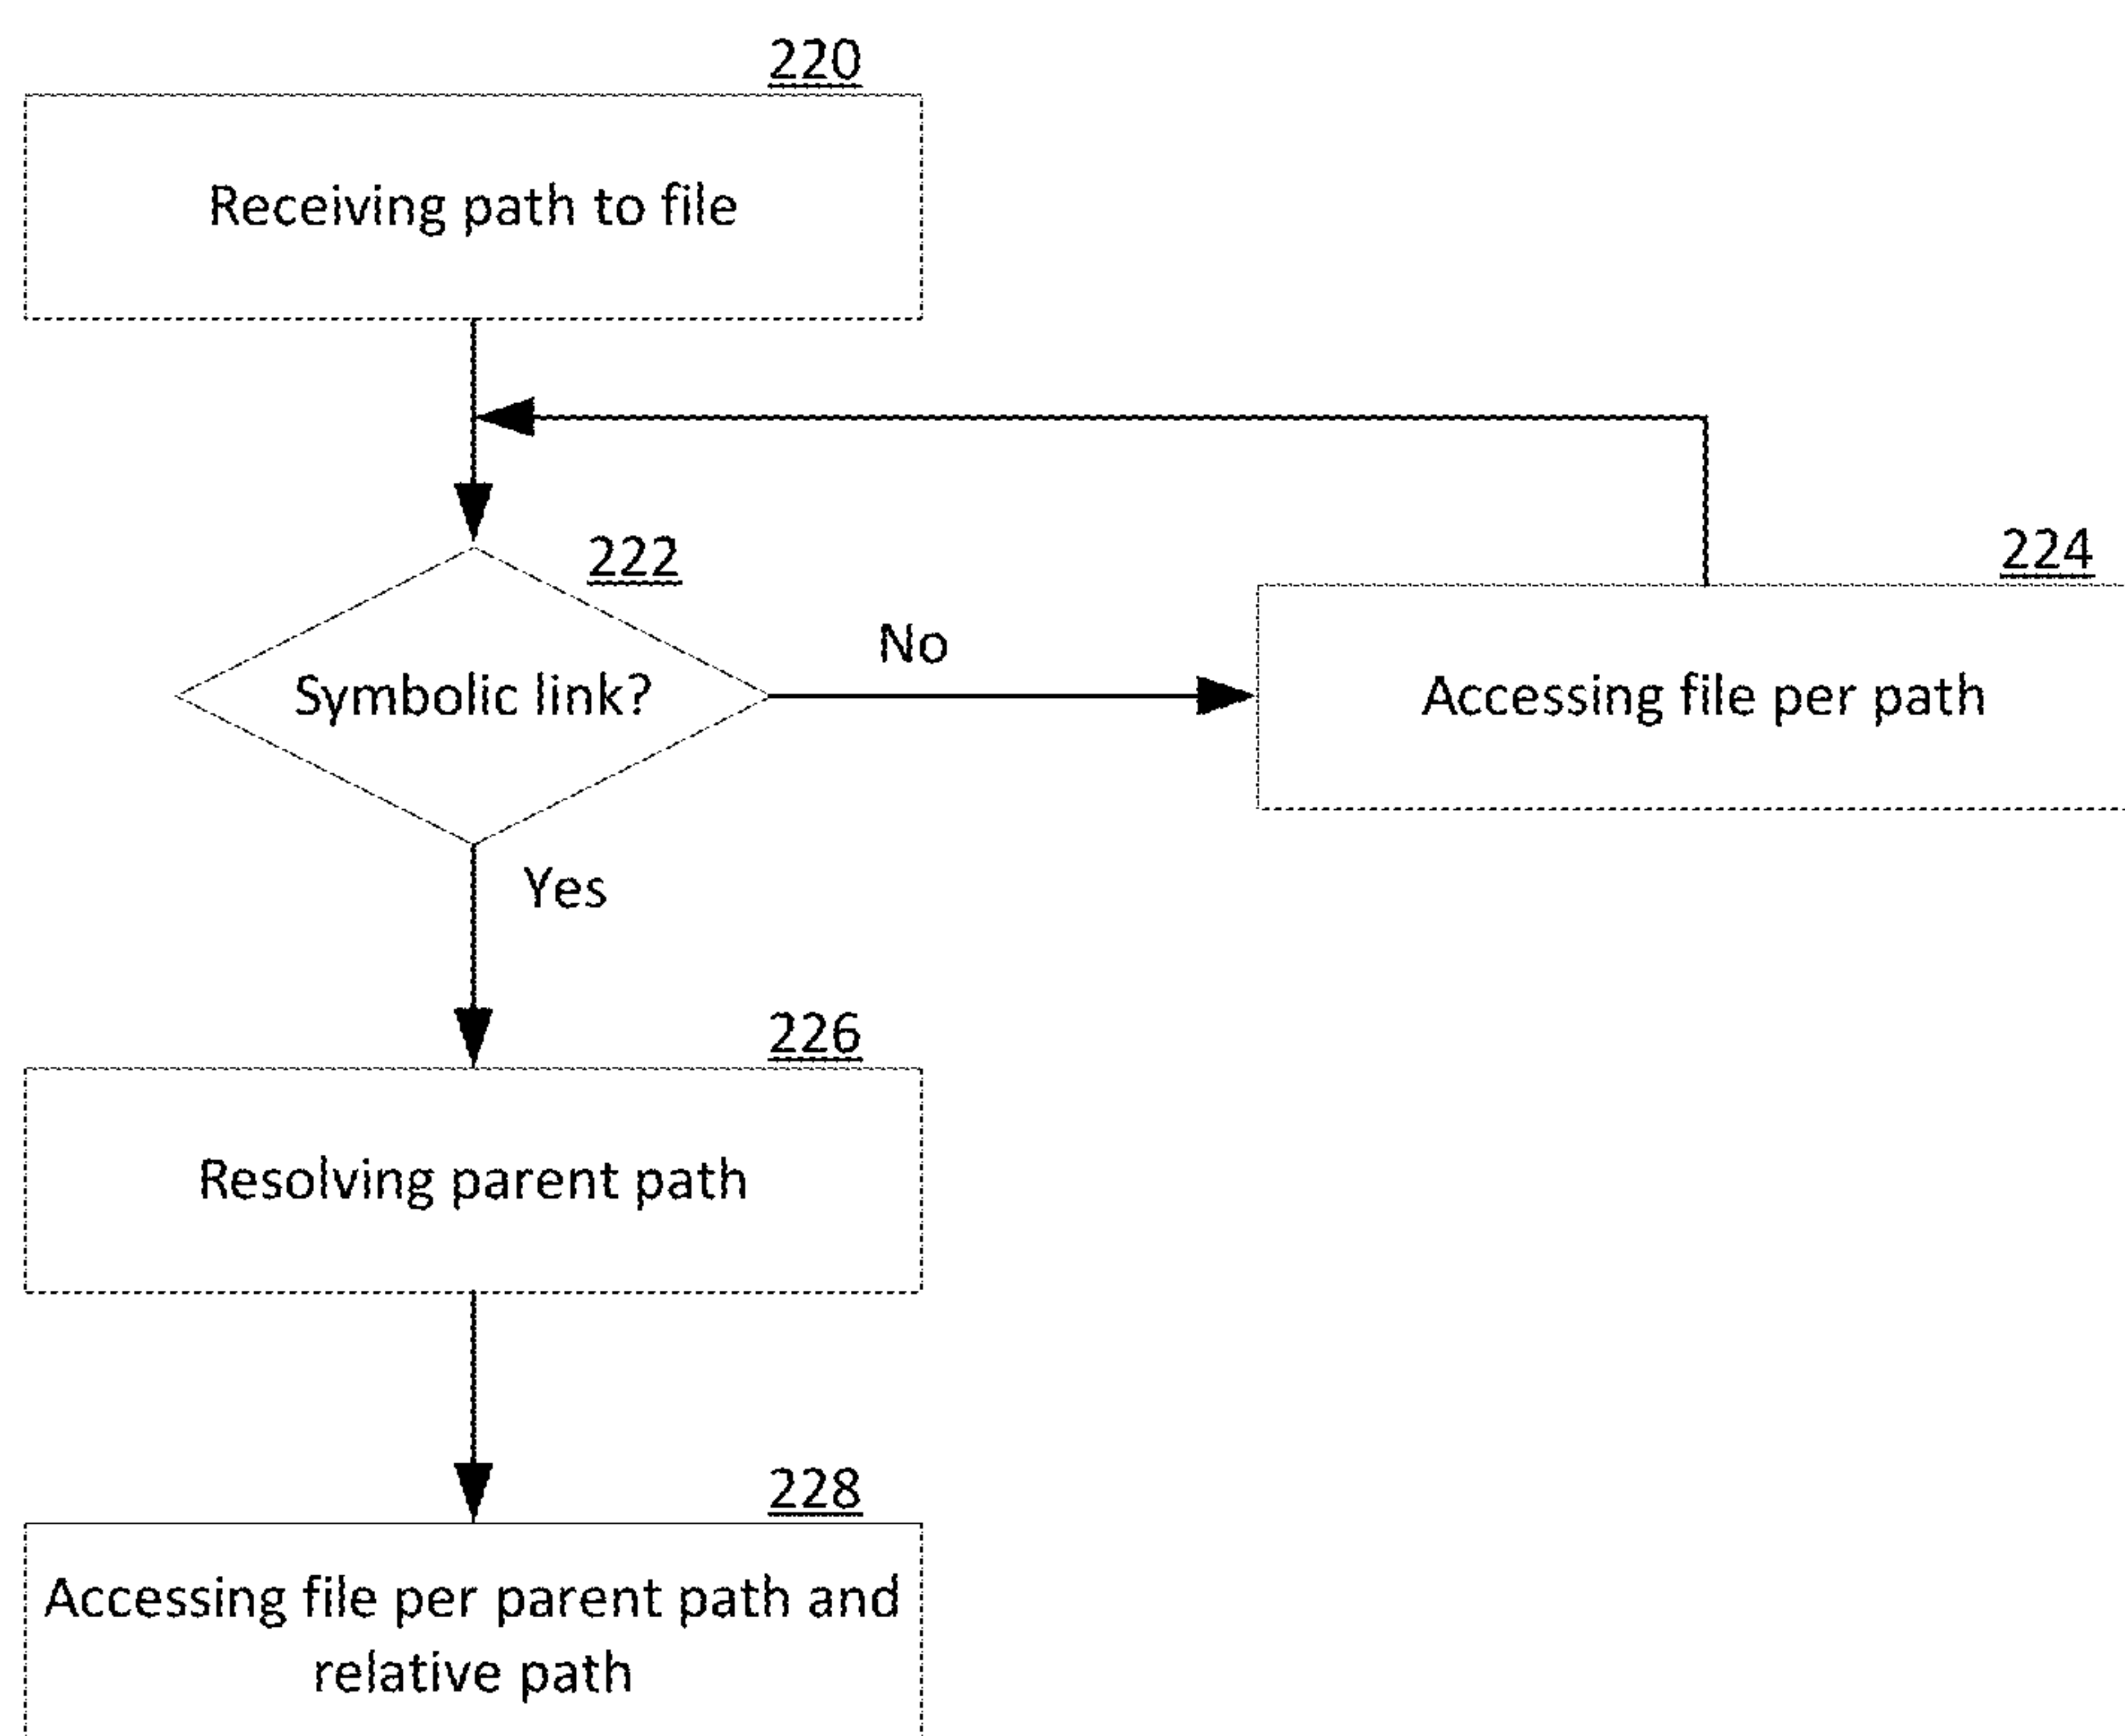 220
Receiving path to file
222
Symbolic link?
No
224
Accessing file per path
Yes
226
Resolving parent path
228
Accessing file per parent path and
relative path